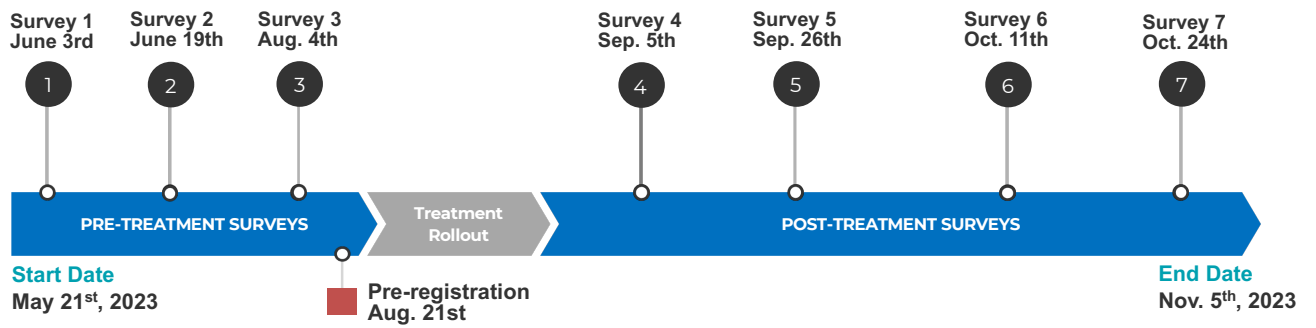 Survey 1
June 3rd
Survey 2
June 19th
Survey 3
Aug. 4th
Survey 4
Sep. 5th
Survey 5
Sep. 26th
Survey 6
Oct. 11th
Survey 7
Oct. 24th
1
2
3
4
5
6
7
PRE-TREATMENT SURVEYS
Treatment
Rollout
POST-TREATMENT SURVEYS
Start Date
May 21st, 2023
Pre-registration
Aug. 21st
End Date
Nov. 5th, 2023